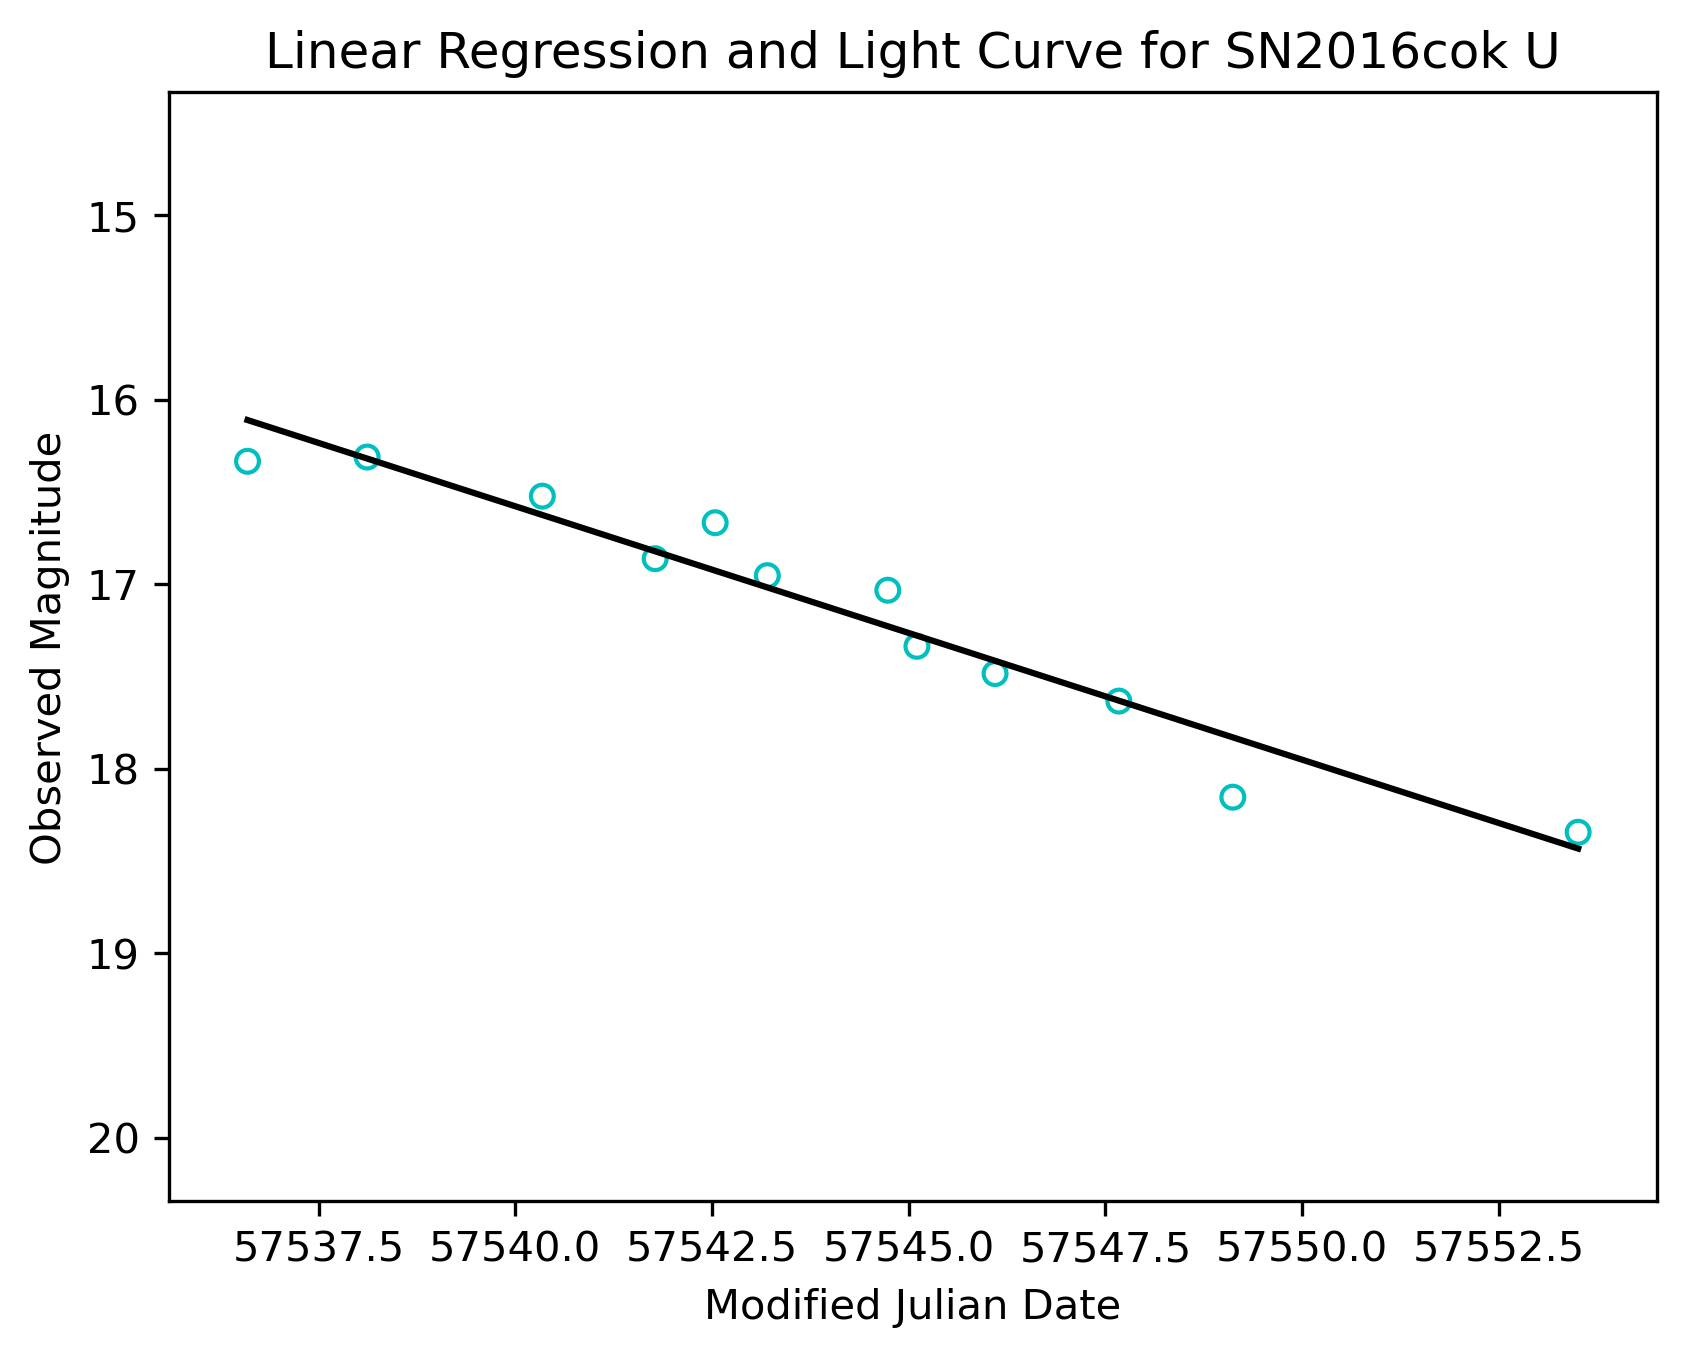 Linear Regression and Light Curve for SN2016cok U
Observed Magnitude
15
16
17
18
19
20
57537.5 57540.0 57542.5 57545.0 57547.5 57550.0 57552.5
Modified Julian Date